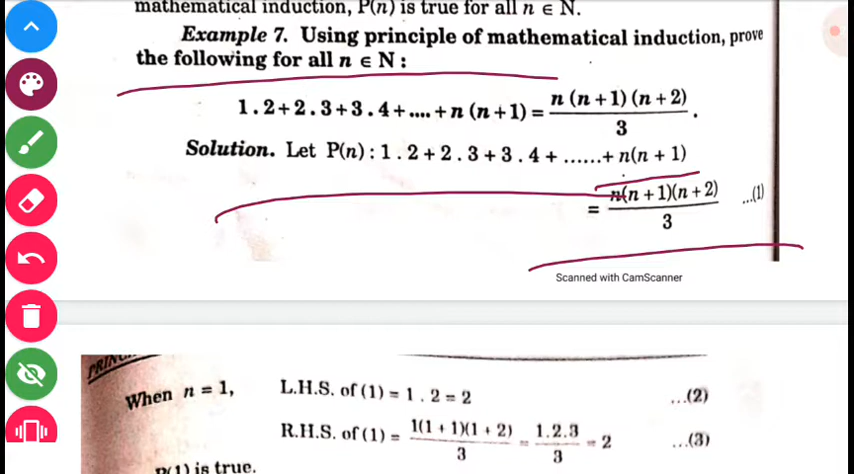 mathematical induction, P(n) is true for all n ∈ N.
Example 7. Using principle of mathematical induction, prove
the following for all n ∈ N :
1 . 2 + 2 . 3 + 3 . 4 + .... + n (n + 1) = n (n + 1) (n + 2) / 3 .
Solution. Let P(n) : 1 . 2 + 2 . 3 + 3 . 4 + ...... + n(n + 1)
= n(n + 1)(n + 2) / 3 ...(1)
Scanned with CamScanner
When n = 1, L.H.S. of (1) = 1 . 2 = 2 ...(2)
R.H.S. of (1) = 1(1 + 1)(1 + 2) / 3 = 1.2.3 / 3 = 2 ...(3)
P(1) is true.